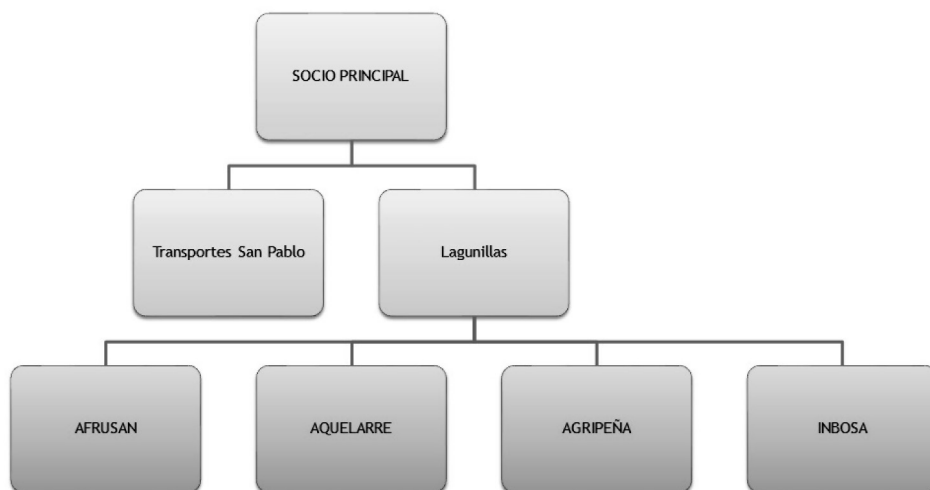 SOCIO PRINCIPAL
Transportes San Pablo
Lagunillas
AFRUSAN
AQUELARRE
AGRIPEÑA
INBOSA